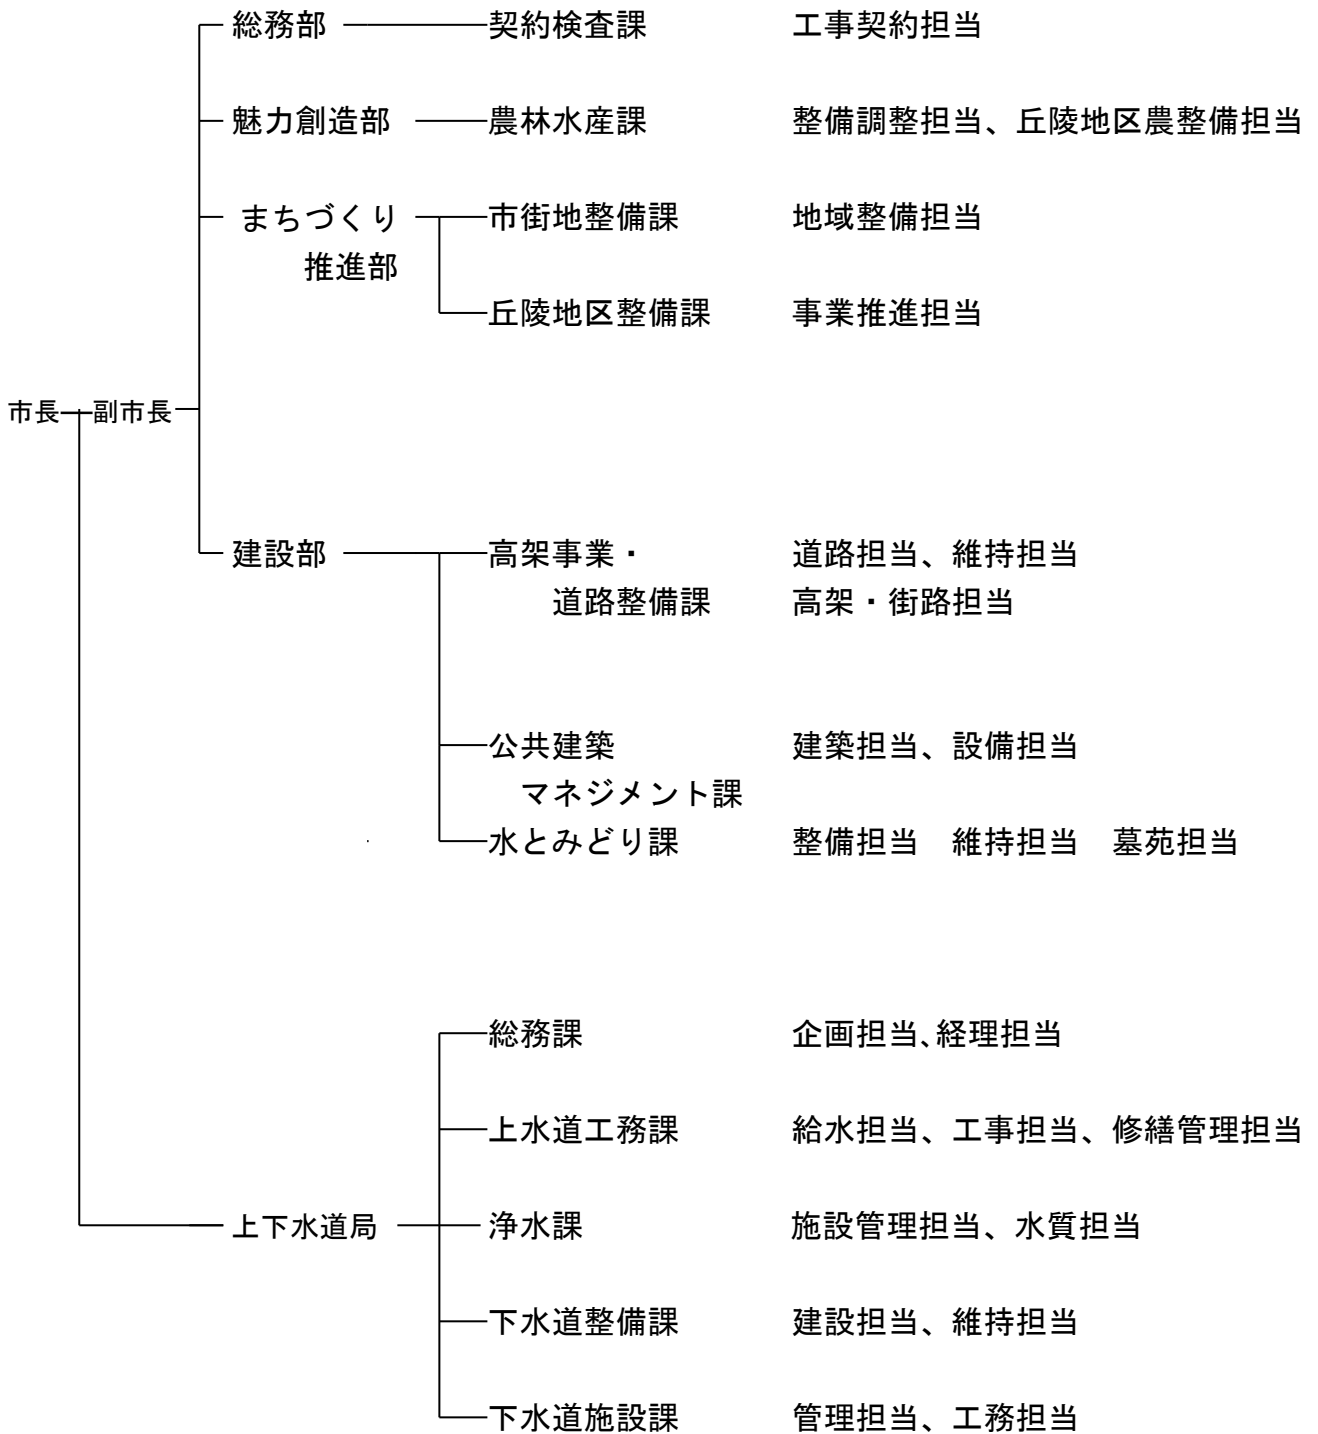 総務部 契約検査課 工事契約担当
魅力創造部 農林水産課 整備調整担当、丘陵地区農整備担当
まちづくり 市街地整備課 地域整備担当
推進部
丘陵地区整備課 事業推進担当
市長 副市長
建設部 高架事業・ 道路担当、維持担当
道路整備課 高架・街路担当
公共建築 建築担当、設備担当
マネジメント課
水とみどり課 整備担当 維持担当 墓苑担当
総務課 企画担当、経理担当
上水道工務課 給水担当、工事担当、修繕管理担当
上下水道局 浄水課 施設管理担当、水質担当
下水道整備課 建設担当、維持担当
下水道施設課 管理担当、工務担当